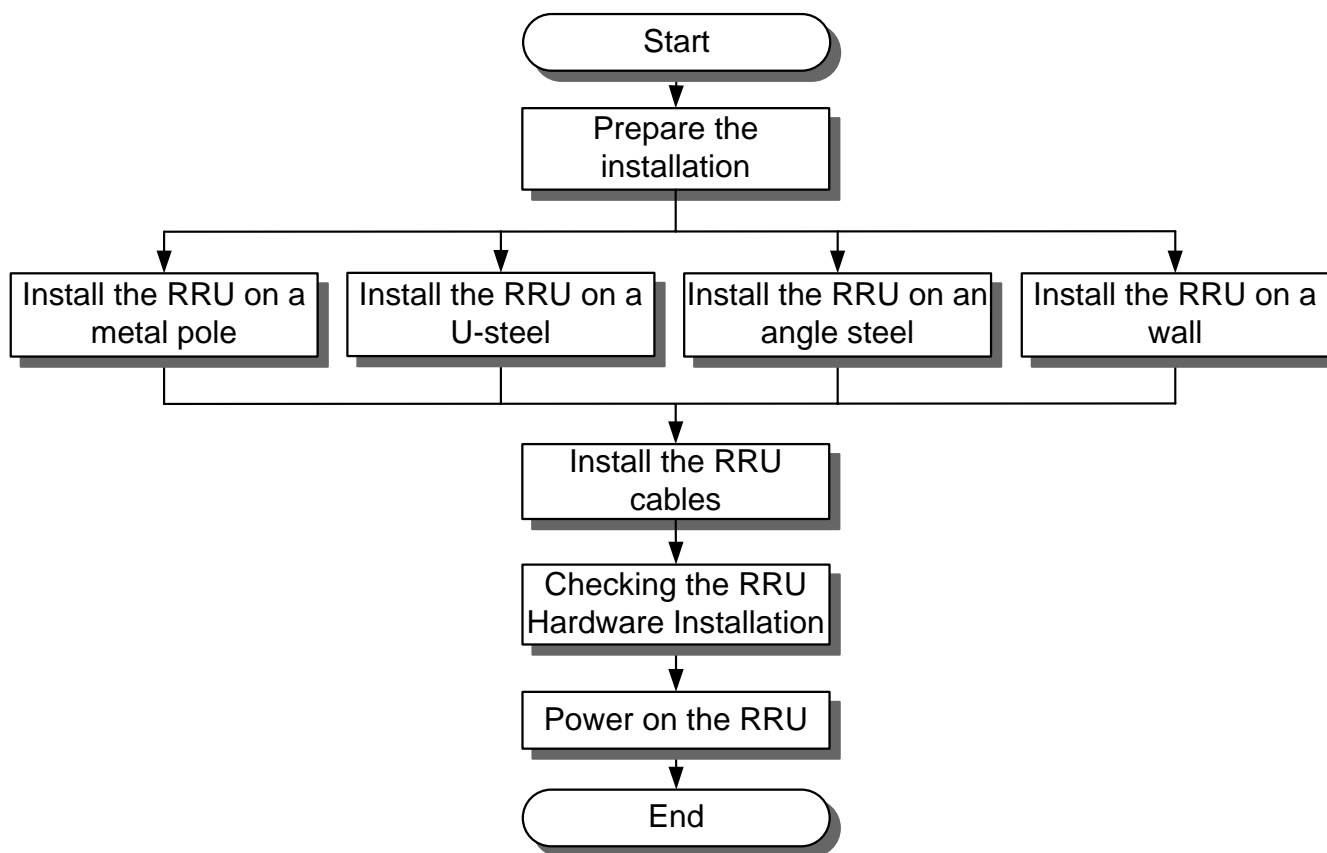 Start
Prepare the
installation
Install the RRU on a
metal pole
Install the RRU on a
U-steel
Install the RRU on an
angle steel
Install the RRU on a
wall
Install the RRU
cables
Checking the RRU
Hardware Installation
Power on the RRU
End